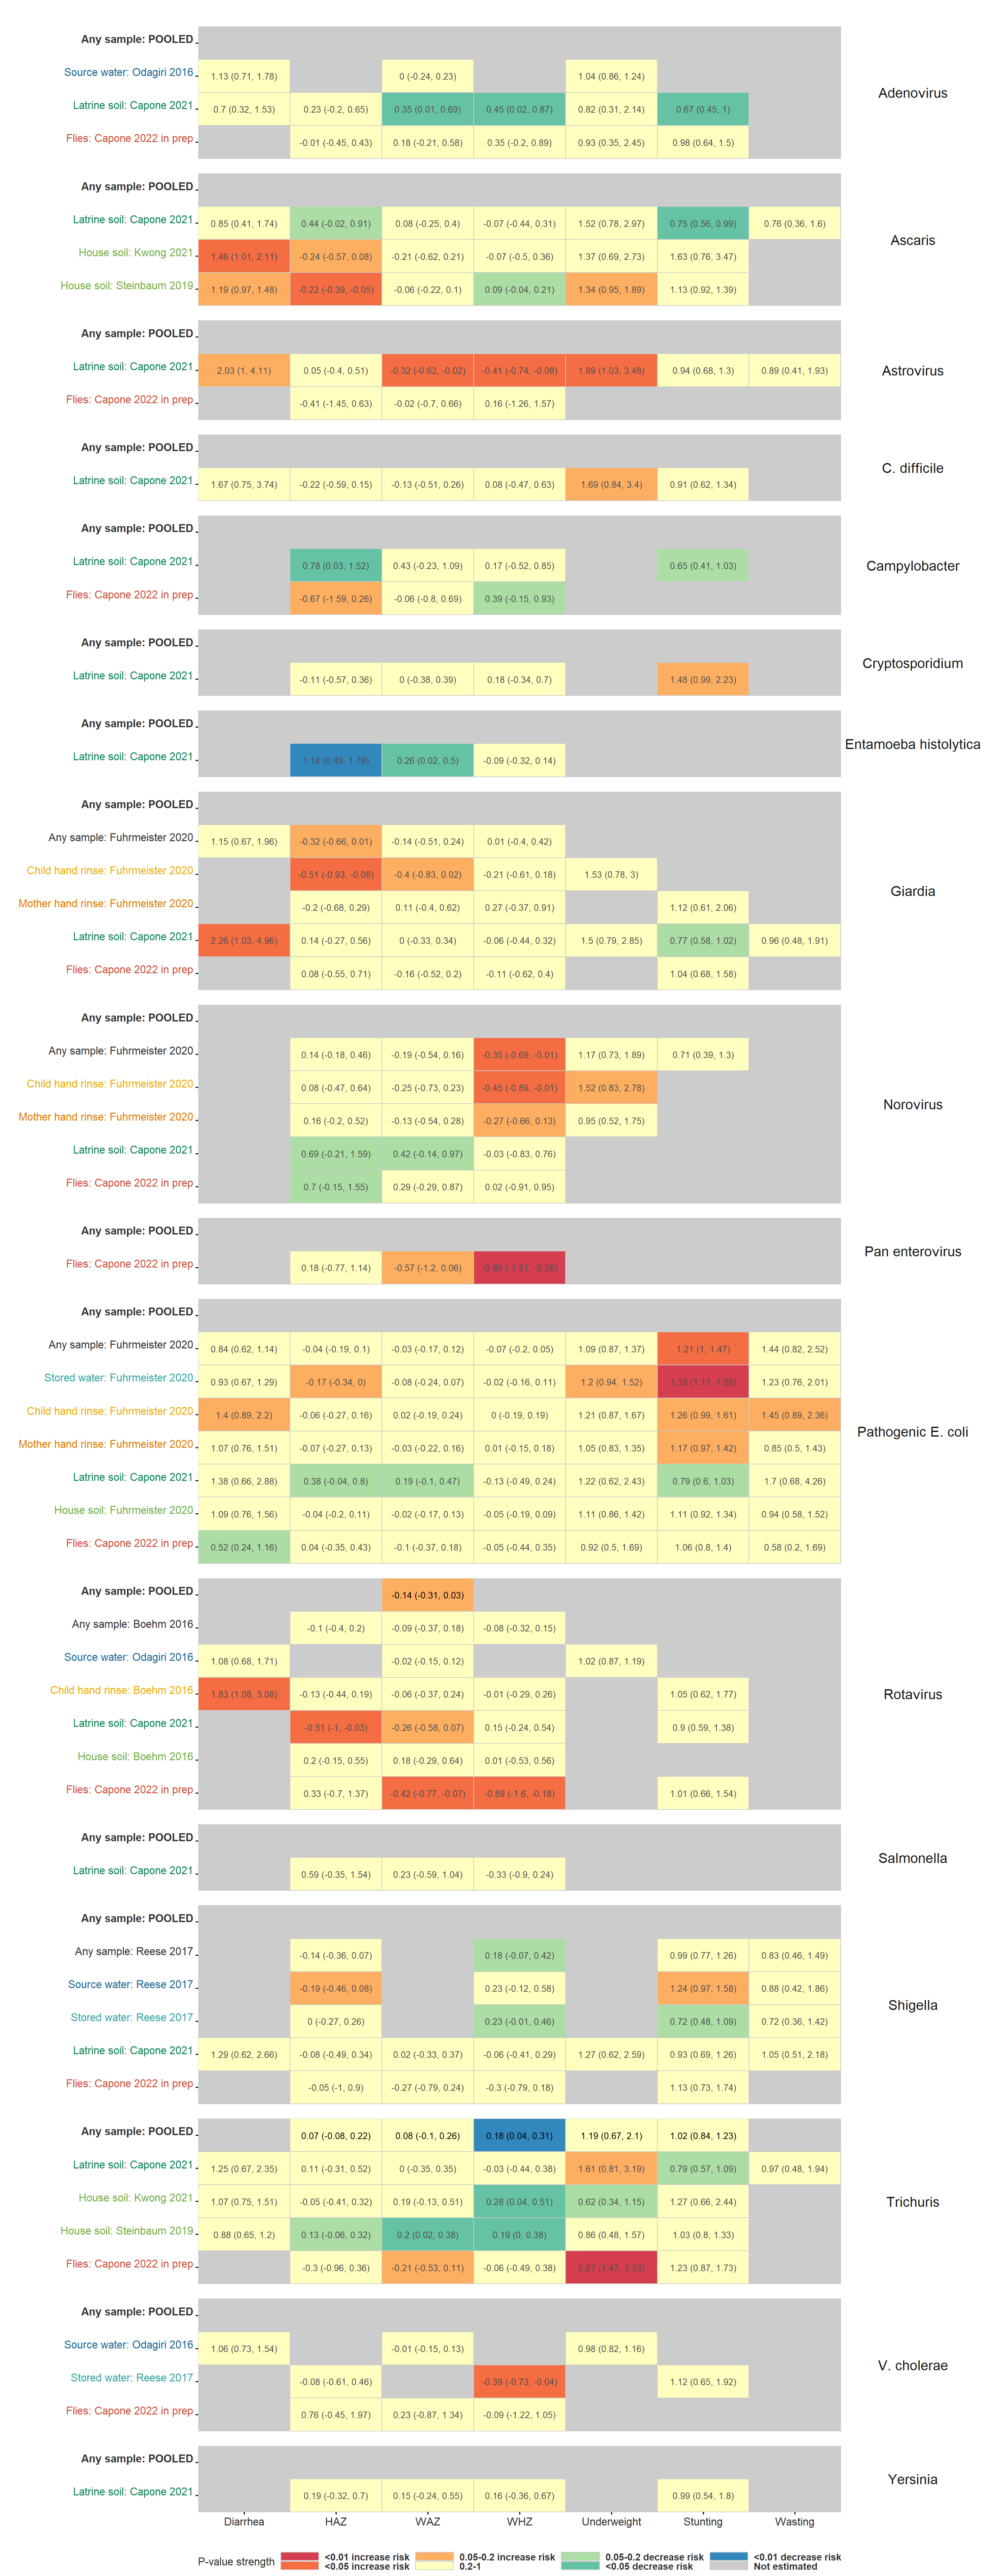 Any sample: POOLED
Source water: Odagiri 2016 1.13 (0.71, 1.78) 0 (-0.24, 0.23) 1.04 (0.86, 1.24)
Adenovirus
Latrine soil: Capone 2021 0.7 (0.32, 1.53) 0.23 (-0.2, 0.65) 0.35 (0.01, 0.69) 0.45 (0.02, 0.87) 0.82 (0.31, 2.14) 0.67 (0.45, 1)
Flies: Capone 2022 in prep -0.01 (-0.45, 0.43) 0.18 (-0.21, 0.58) 0.35 (-0.2, 0.89) 0.93 (0.35, 2.45) 0.98 (0.64, 1.5)
Any sample: POOLED
Latrine soil: Capone 2021 0.85 (0.41, 1.74) 0.44 (-0.02, 0.91) 0.08 (-0.25, 0.4) -0.07 (-0.44, 0.31) 1.52 (0.78, 2.97) 0.75 (0.56, 0.99) 0.76 (0.36, 1.6)
Ascaris
House soil: Kwong 2021 1.46 (1.01, 2.11) -0.24 (-0.57, 0.08) -0.21 (-0.62, 0.21) -0.07 (-0.5, 0.36) 1.37 (0.69, 2.73) 1.63 (0.76, 3.47)
House soil: Steinbaum 2019 1.19 (0.97, 1.48) -0.22 (-0.39, -0.05) -0.06 (-0.22, 0.1) 0.09 (-0.04, 0.21) 1.34 (0.95, 1.89) 1.13 (0.92, 1.39)
Any sample: POOLED
Latrine soil: Capone 2021 2.03 (1, 4.11) 0.05 (-0.4, 0.51) -0.32 (-0.62, -0.02) -0.41 (-0.74, -0.08) 1.89 (1.03, 3.48) 0.94 (0.68, 1.3) 0.89 (0.41, 1.93)
Astrovirus
Flies: Capone 2022 in prep -0.41 (-1.45, 0.63) -0.02 (-0.7, 0.66) 0.16 (-1.26, 1.57)
Any sample: POOLED
C. difficile
Latrine soil: Capone 2021 1.67 (0.75, 3.74) -0.22 (-0.59, 0.15) -0.13 (-0.51, 0.26) 0.08 (-0.47, 0.63) 1.69 (0.84, 3.4) 0.91 (0.62, 1.34)
Any sample: POOLED
Latrine soil: Capone 2021 0.78 (0.03, 1.52) 0.43 (-0.23, 1.09) 0.17 (-0.52, 0.85) 0.65 (0.41, 1.03)
Campylobacter
Flies: Capone 2022 in prep -0.67 (-1.59, 0.26) -0.06 (-0.8, 0.69) 0.39 (-0.15, 0.93)
Any sample: POOLED
Cryptosporidium
Latrine soil: Capone 2021 -0.11 (-0.57, 0.36) 0 (-0.38, 0.39) 0.18 (-0.34, 0.7) 1.48 (0.99, 2.23)
Any sample: POOLED
Entamoeba histolytica
Latrine soil: Capone 2021 1.14 (0.49, 1.78) 0.26 (0.02, 0.5) -0.09 (-0.32, 0.14)
Any sample: POOLED
Any sample: Fuhrmeister 2020 1.15 (0.67, 1.96) -0.32 (-0.66, 0.01) -0.14 (-0.51, 0.24) 0.01 (-0.4, 0.42)
Child hand rinse: Fuhrmeister 2020 -0.51 (-0.93, -0.08) -0.4 (-0.83, 0.02) -0.21 (-0.61, 0.18) 1.53 (0.78, 3)
Giardia
Mother hand rinse: Fuhrmeister 2020 -0.2 (-0.68, 0.29) 0.11 (-0.4, 0.62) 0.27 (-0.37, 0.91) 1.12 (0.61, 2.06)
Latrine soil: Capone 2021 2.26 (1.03, 4.96) 0.14 (-0.27, 0.56) 0 (-0.33, 0.34) -0.06 (-0.44, 0.32) 1.5 (0.79, 2.85) 0.77 (0.58, 1.02) 0.96 (0.48, 1.91)
Flies: Capone 2022 in prep 0.08 (-0.55, 0.71) -0.16 (-0.52, 0.2) -0.11 (-0.62, 0.4) 1.04 (0.68, 1.58)
Any sample: POOLED
Any sample: Fuhrmeister 2020 0.14 (-0.18, 0.46) -0.19 (-0.54, 0.16) -0.35 (-0.69, -0.01) 1.17 (0.73, 1.89) 0.71 (0.39, 1.3)
Child hand rinse: Fuhrmeister 2020 0.08 (-0.47, 0.64) -0.25 (-0.73, 0.23) -0.45 (-0.89, -0.01) 1.52 (0.83, 2.78)
Norovirus
Mother hand rinse: Fuhrmeister 2020 0.16 (-0.2, 0.52) -0.13 (-0.54, 0.28) -0.27 (-0.66, 0.13) 0.95 (0.52, 1.75)
Latrine soil: Capone 2021 0.69 (-0.21, 1.59) 0.42 (-0.14, 0.97) -0.03 (-0.83, 0.76)
Flies: Capone 2022 in prep 0.7 (-0.15, 1.55) 0.29 (-0.29, 0.87) 0.02 (-0.91, 0.95)
Any sample: POOLED
Pan enterovirus
Flies: Capone 2022 in prep 0.18 (-0.77, 1.14) -0.57 (-1.2, 0.06) -0.89 (-1.51, -0.26)
Any sample: POOLED
Any sample: Fuhrmeister 2020 0.84 (0.62, 1.14) -0.04 (-0.19, 0.1) -0.03 (-0.17, 0.12) -0.07 (-0.2, 0.05) 1.09 (0.87, 1.37) 1.21 (1, 1.47) 1.44 (0.82, 2.52)
Stored water: Fuhrmeister 2020 0.93 (0.67, 1.29) -0.17 (-0.34, 0) -0.08 (-0.24, 0.07) -0.02 (-0.16, 0.11) 1.2 (0.94, 1.52) 1.33 (1.11, 1.58) 1.23 (0.76, 2.01)
Child hand rinse: Fuhrmeister 2020 1.4 (0.89, 2.2) -0.06 (-0.27, 0.16) 0.02 (-0.19, 0.24) 0 (-0.19, 0.19) 1.21 (0.87, 1.67) 1.26 (0.99, 1.61) 1.45 (0.89, 2.36)
Pathogenic E. coli
Mother hand rinse: Fuhrmeister 2020 1.07 (0.76, 1.51) -0.07 (-0.27, 0.13) -0.03 (-0.22, 0.16) 0.01 (-0.15, 0.18) 1.05 (0.83, 1.35) 1.17 (0.97, 1.42) 0.85 (0.5, 1.43)
Latrine soil: Capone 2021 1.38 (0.66, 2.88) 0.38 (-0.04, 0.8) 0.19 (-0.1, 0.47) -0.13 (-0.49, 0.24) 1.22 (0.62, 2.43) 0.79 (0.6, 1.03) 1.7 (0.68, 4.26)
House soil: Fuhrmeister 2020 1.09 (0.76, 1.56) -0.04 (-0.2, 0.11) -0.02 (-0.17, 0.13) -0.05 (-0.19, 0.09) 1.11 (0.86, 1.42) 1.11 (0.92, 1.34) 0.94 (0.58, 1.52)
Flies: Capone 2022 in prep 0.52 (0.24, 1.16) 0.04 (-0.35, 0.43) -0.1 (-0.37, 0.18) -0.05 (-0.44, 0.35) 0.92 (0.5, 1.69) 1.06 (0.8, 1.4) 0.58 (0.2, 1.69)
Any sample: POOLED -0.14 (-0.31, 0.03)
Any sample: Boehm 2016 -0.1 (-0.4, 0.2) -0.09 (-0.37, 0.18) -0.08 (-0.32, 0.15)
Source water: Odagiri 2016 1.08 (0.68, 1.71) -0.02 (-0.15, 0.12) 1.02 (0.87, 1.19)
Child hand rinse: Boehm 2016 1.83 (1.08, 3.08) -0.13 (-0.44, 0.19) -0.06 (-0.37, 0.24) -0.01 (-0.29, 0.26) 1.05 (0.62, 1.77)
Rotavirus
Latrine soil: Capone 2021 -0.51 (-1, -0.03) -0.26 (-0.58, 0.07) 0.15 (-0.24, 0.54) 0.9 (0.59, 1.38)
House soil: Boehm 2016 0.2 (-0.15, 0.55) 0.18 (-0.29, 0.64) 0.01 (-0.53, 0.56)
Flies: Capone 2022 in prep 0.33 (-0.7, 1.37) -0.42 (-0.77, -0.07) -0.89 (-1.6, -0.18) 1.01 (0.66, 1.54)
Any sample: POOLED
Salmonella
Latrine soil: Capone 2021 0.59 (-0.35, 1.54) 0.23 (-0.59, 1.04) -0.33 (-0.9, 0.24)
Any sample: POOLED
Any sample: Reese 2017 -0.14 (-0.36, 0.07) 0.18 (-0.07, 0.42) 0.99 (0.77, 1.26) 0.83 (0.46, 1.49)
Source water: Reese 2017 -0.19 (-0.46, 0.08) 0.23 (-0.12, 0.58) 1.24 (0.97, 1.58) 0.88 (0.42, 1.86)
Shigella
Stored water: Reese 2017 0 (-0.27, 0.26) 0.23 (-0.01, 0.46) 0.72 (0.48, 1.09) 0.72 (0.36, 1.42)
Latrine soil: Capone 2021 1.29 (0.62, 2.66) -0.08 (-0.49, 0.34) 0.02 (-0.33, 0.37) -0.06 (-0.41, 0.29) 1.27 (0.62, 2.59) 0.93 (0.69, 1.26) 1.05 (0.51, 2.18)
Flies: Capone 2022 in prep -0.05 (-1, 0.9) -0.27 (-0.79, 0.24) -0.3 (-0.79, 0.18) 1.13 (0.73, 1.74)
Any sample: POOLED 0.07 (-0.08, 0.22) 0.08 (-0.1, 0.26) 0.18 (0.04, 0.31) 1.19 (0.67, 2.1) 1.02 (0.84, 1.23)
Latrine soil: Capone 2021 1.25 (0.67, 2.35) 0.11 (-0.31, 0.52) 0 (-0.35, 0.35) -0.03 (-0.44, 0.38) 1.61 (0.81, 3.19) 0.79 (0.57, 1.09) 0.97 (0.48, 1.94)
House soil: Kwong 2021 1.07 (0.75, 1.51) -0.05 (-0.41, 0.32) 0.19 (-0.13, 0.51) 0.28 (0.04, 0.51) 0.62 (0.34, 1.15) 1.27 (0.66, 2.44)
Trichuris
House soil: Steinbaum 2019 0.88 (0.65, 1.2) 0.13 (-0.06, 0.32) 0.2 (0.02, 0.38) 0.19 (0, 0.38) 0.86 (0.48, 1.57) 1.03 (0.8, 1.33)
Flies: Capone 2022 in prep -0.3 (-0.96, 0.36) -0.21 (-0.53, 0.11) -0.06 (-0.49, 0.38) 2.27 (1.47, 3.53) 1.23 (0.87, 1.73)
Any sample: POOLED
Source water: Odagiri 2016 1.06 (0.73, 1.54) -0.01 (-0.15, 0.13) 0.98 (0.82, 1.16)
V. cholerae
Stored water: Reese 2017 -0.08 (-0.61, 0.46) -0.39 (-0.73, -0.04) 1.12 (0.65, 1.92)
Flies: Capone 2022 in prep 0.76 (-0.45, 1.97) 0.23 (-0.87, 1.34) -0.09 (-1.22, 1.05)
Any sample: POOLED
Yersinia
Latrine soil: Capone 2021 0.19 (-0.32, 0.7) 0.15 (-0.24, 0.55) 0.16 (-0.36, 0.67) 0.99 (0.54, 1.8)
Diarrhea HAZ WAZ WHZ Underweight Stunting Wasting
P-value strength
<0.01 increase risk 0.05-0.2 increase risk 0.05-0.2 decrease risk <0.01 decrease risk
<0.05 increase risk 0.2-1 <0.05 decrease risk Not estimated